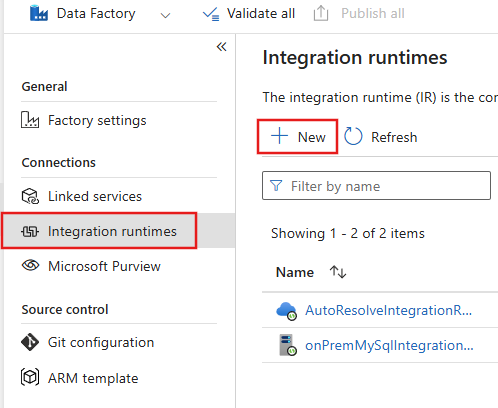 Data Factory
Validate all
Publish all
«
General
Factory settings
Connections
Linked services
Integration runtimes
Microsoft Purview
Source control
Git configuration
ARM template
Integration runtimes
The integration runtime (IR) is the co
+ New
Refresh
Filter by name
Showing 1 - 2 of 2 items
Name ↑↓
AutoResolveIntegrationR...
onPremMySqlIntegration...